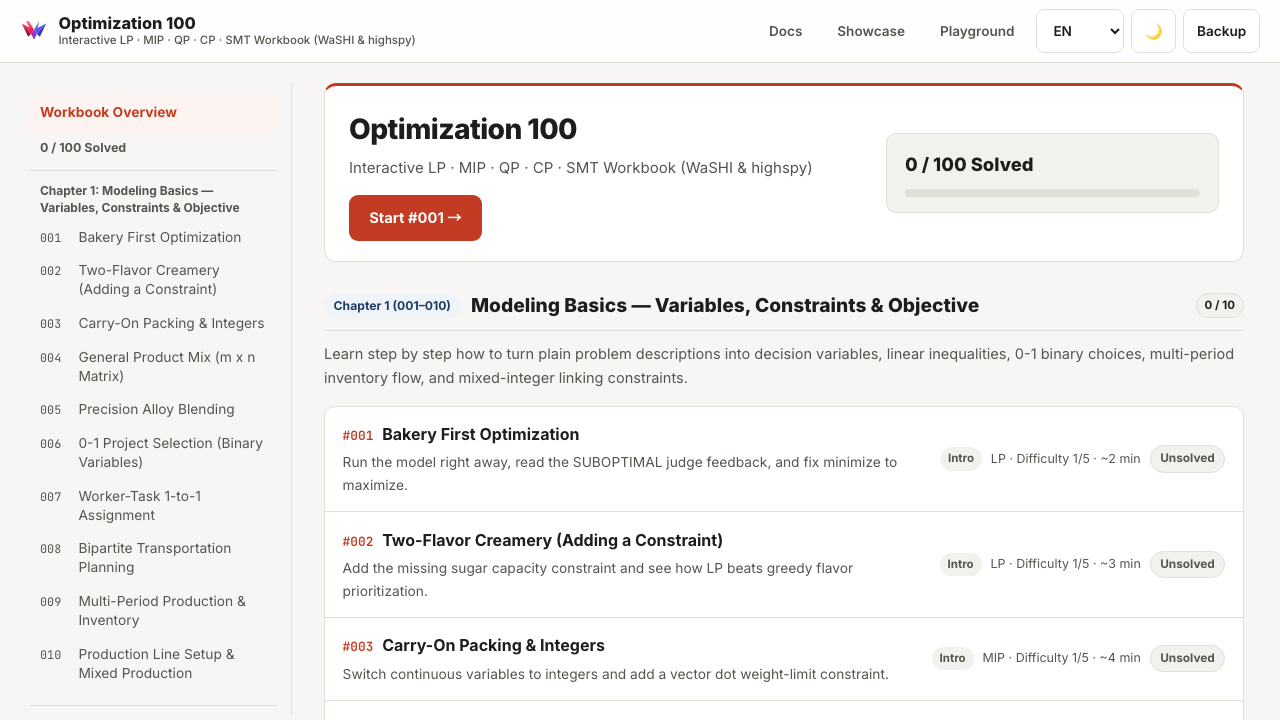 Optimization 100
Interactive LP · MIP · QP · CP · SMT Workbook (WaSHI & highspy)
Docs
Showcase
Playground
EN
Backup
Workbook Overview
0 / 100 Solved
Chapter 1: Modeling Basics —
Variables, Constraints & Objective
001 Bakery First Optimization
002 Two-Flavor Creamery
(Adding a Constraint)
003 Carry-On Packing & Integers
004 General Product Mix (m x n
Matrix)
005 Precision Alloy Blending
006 0-1 Project Selection (Binary
Variables)
007 Worker-Task 1-to-1
Assignment
008 Bipartite Transportation
Planning
009 Multi-Period Production &
Inventory
010 Production Line Setup &
Mixed Production
Optimization 100
Interactive LP · MIP · QP · CP · SMT Workbook (WaSHI & highspy)
Start #001 →
0 / 100 Solved
Chapter 1 (001–010) Modeling Basics — Variables, Constraints & Objective 0 / 10
Learn step by step how to turn plain problem descriptions into decision variables, linear inequalities, 0-1 binary choices, multi-period
inventory flow, and mixed-integer linking constraints.
#001 Bakery First Optimization
Run the model right away, read the SUBOPTIMAL judge feedback, and fix minimize to
maximize.
Intro LP · Difficulty 1/5 · ~2 min Unsolved
#002 Two-Flavor Creamery (Adding a Constraint)
Add the missing sugar capacity constraint and see how LP beats greedy flavor
prioritization.
Intro LP · Difficulty 1/5 · ~3 min Unsolved
#003 Carry-On Packing & Integers
Switch continuous variables to integers and add a vector dot weight-limit constraint.
Intro MIP · Difficulty 1/5 · ~4 min Unsolved